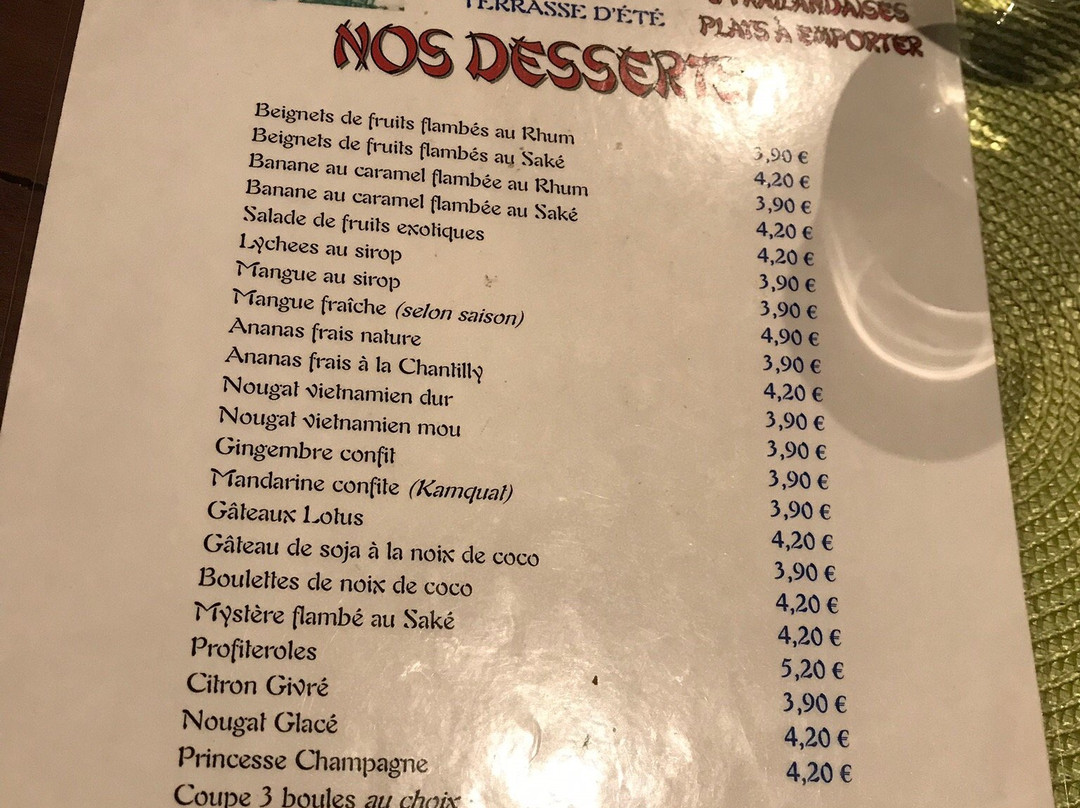 TERRASSE D'ÉTÉ
THAILANDAISES
PLATS À EMPORTER
NOS DESSERTS
Beignets de fruits flambés au Rhum 3,90 €
Beignets de fruits flambés au Saké 4,20 €
Banane au caramel flambée au Rhum 3,90 €
Banane au caramel flambée au Saké 4,20 €
Salade de fruits exotiques 4,20 €
Lychees au sirop 3,90 €
Mangue au sirop 3,90 €
Mangue fraîche (selon saison) 4,90 €
Ananas frais nature 3,90 €
Ananas frais à la Chantilly 4,20 €
Nougat vietnamien dur 3,90 €
Nougat vietnamien mou 3,90 €
Gingembre confit 3,90 €
Mandarine confite (Kamquat) 3,90 €
Gâteaux Lotus 4,20 €
Gâteau de soja à la noix de coco 3,90 €
Boulettes de noix de coco 4,20 €
Mystère flambé au Saké 4,20 €
Profiteroles 5,20 €
Citron Givré 3,90 €
Nougat Glacé 4,20 €
Princesse Champagne 4,20 €
Coupe 3 boules au choix